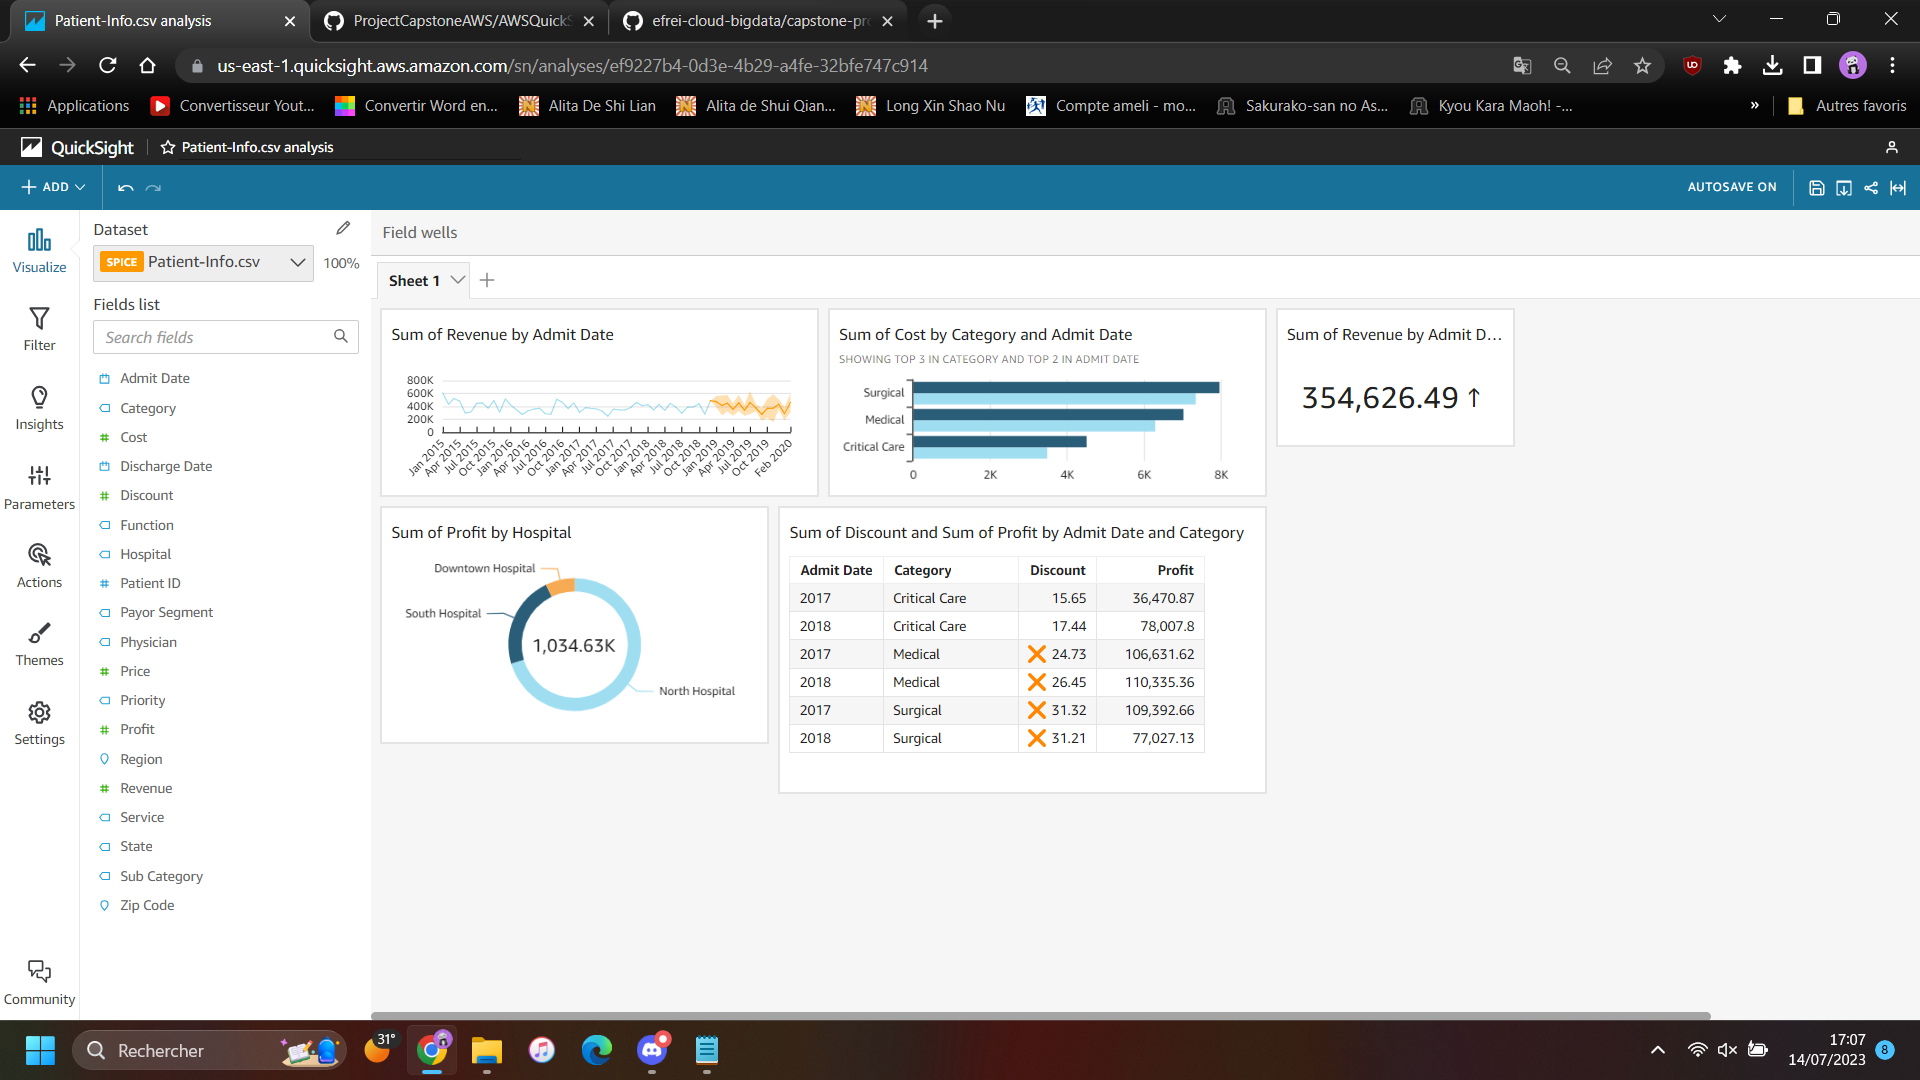 Patient-Info.csv analysis
ProjectCapstoneAWS/AWSQuickS
efrei-cloud-bigdata/capstone-pro
us-east-1.quicksight.aws.amazon.com/sn/analyses/ef9227b4-0d3e-4b29-a4fe-32bfe747c914
Applications
Convertisseur Yout...
Convertir Word en...
Alita De Shi Lian
Alita de Shui Qian...
Long Xin Shao Nu
Compte ameli - mo...
Sakurako-san no As...
Kyou Kara Maoh! -...
»
Autres favoris
QuickSight
Patient-Info.csv analysis
ADD
AUTOSAVE ON
Visualize
Filter
Insights
Parameters
Actions
Themes
Settings
Community
Dataset
SPICE Patient-Info.csv
100%
Fields list
Search fields
Admit Date
Category
Cost
Discharge Date
Discount
Function
Hospital
Patient ID
Payor Segment
Physician
Price
Priority
Profit
Region
Revenue
Service
State
Sub Category
Zip Code
Field wells
Sheet 1
Sum of Revenue by Admit Date
800K
600K
400K
200K
0
Jan 2015
Apr 2015
Jul 2015
Oct 2015
Jan 2016
Apr 2016
Jul 2016
Oct 2016
Jan 2017
Apr 2017
Jul 2017
Oct 2017
Jan 2018
Apr 2018
Jul 2018
Oct 2018
Jan 2019
Apr 2019
Jul 2019
Oct 2019
Feb 2020
Sum of Cost by Category and Admit Date
SHOWING TOP 3 IN CATEGORY AND TOP 2 IN ADMIT DATE
Surgical
Medical
Critical Care
0 2K 4K 6K 8K
Sum of Revenue by Admit D...
354,626.49 ↑
Sum of Profit by Hospital
Downtown Hospital
South Hospital
1,034.63K
North Hospital
Sum of Discount and Sum of Profit by Admit Date and Category
Admit Date Category Discount Profit
2017 Critical Care 15.65 36,470.87
2018 Critical Care 17.44 78,007.8
2017 Medical 24.73 106,631.62
2018 Medical 26.45 110,335.36
2017 Surgical 31.32 109,392.66
2018 Surgical 31.21 77,027.13
Rechercher
31°
17:07
14/07/2023
8